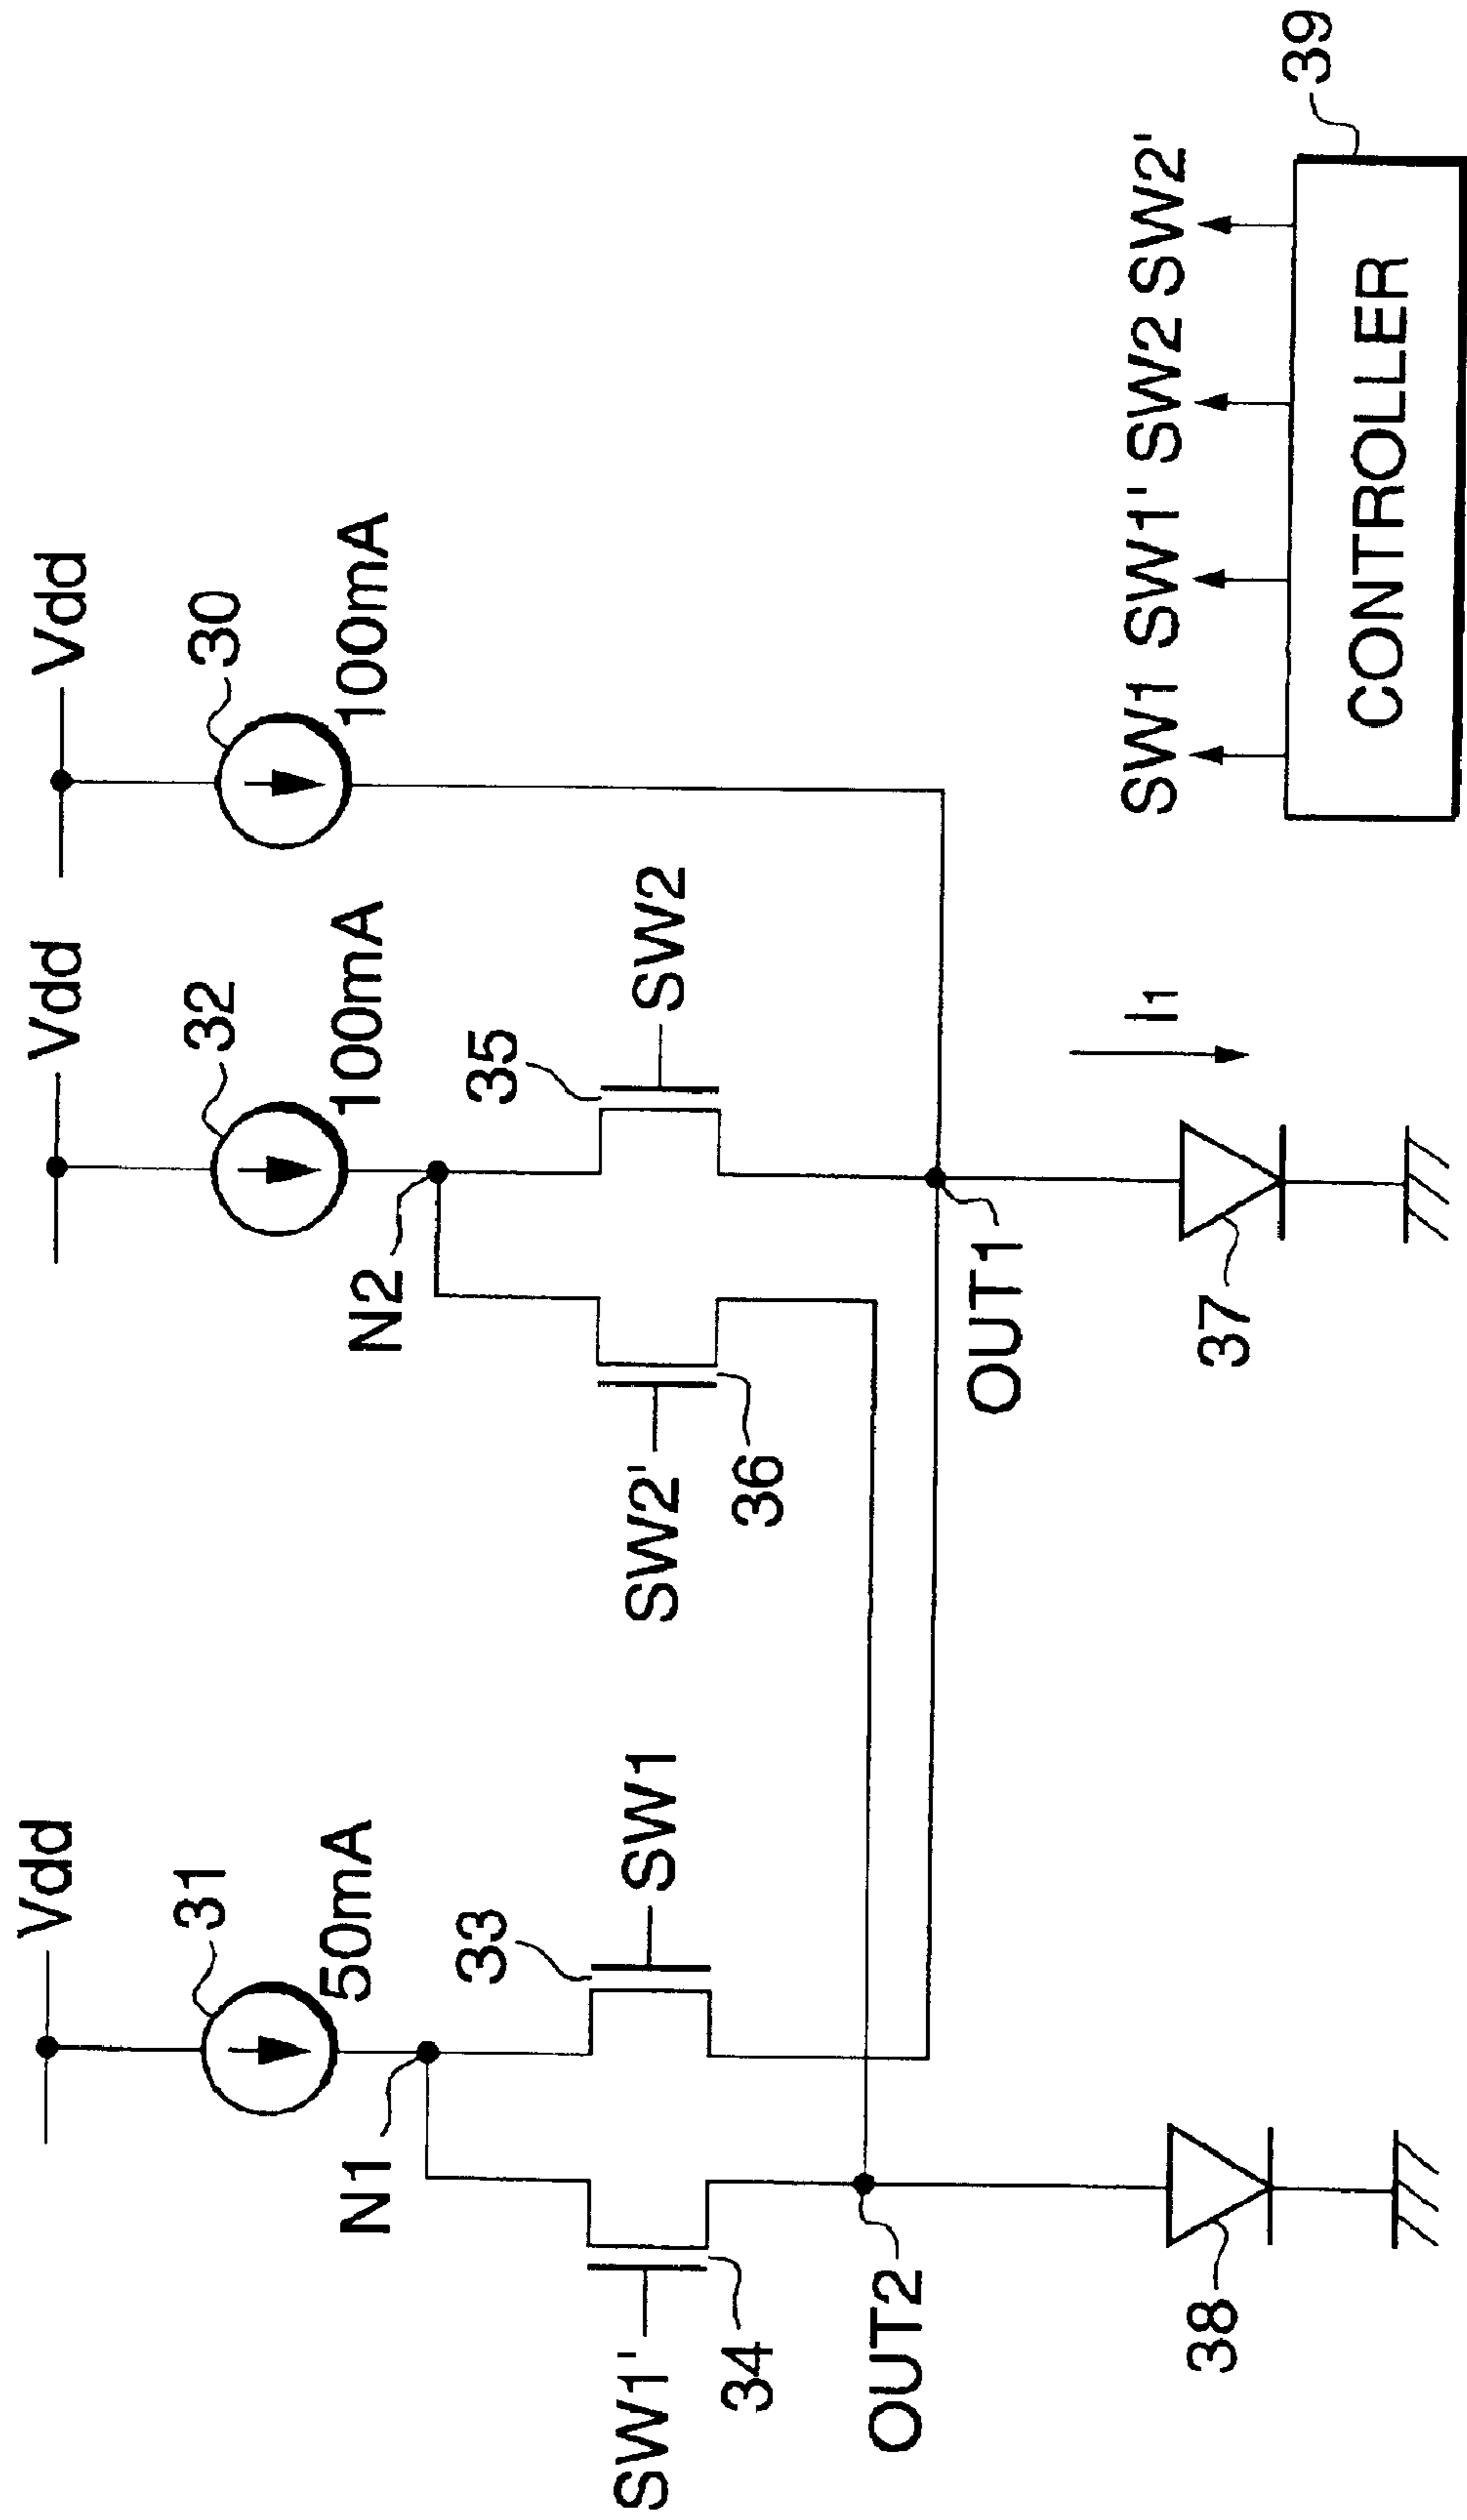 Vdd
Vdd
Vdd
31
32
30
50mA
100mA
100mA
N1
N2
33
35
SW1'
SW1
SW2'
SW2
34
36
OUT2
OUT1
I1
38
37
SW1 SW1' SW2 SW2'
CONTROLLER
39